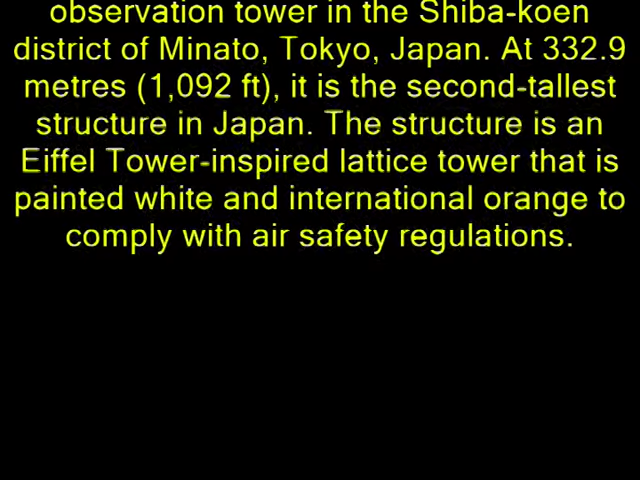 observation tower in the Shiba-koen
district of Minato, Tokyo, Japan. At 332.9
metres (1,092 ft), it is the second-tallest
structure in Japan. The structure is an
Eiffel Tower-inspired lattice tower that is
painted white and international orange to
comply with air safety regulations.